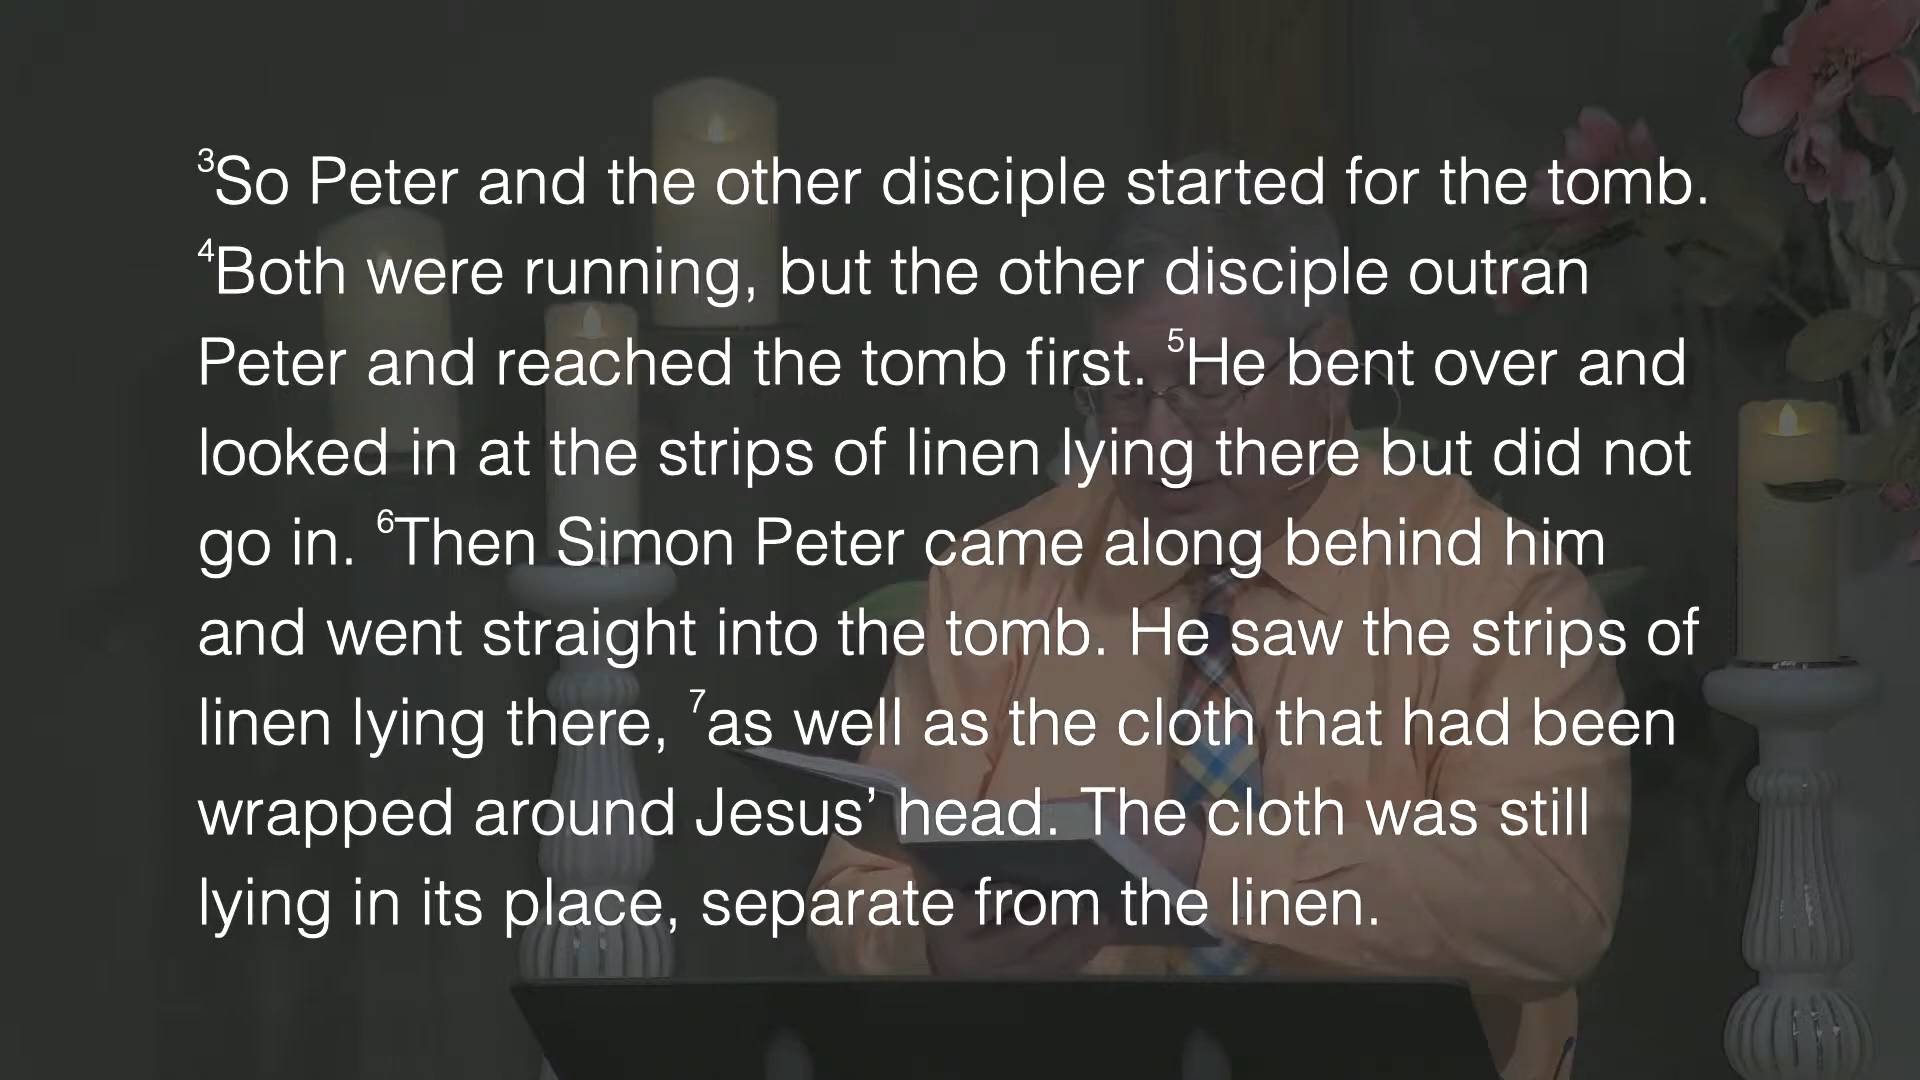 ³So Peter and the other disciple started for the tomb.
⁴Both were running, but the other disciple outran
Peter and reached the tomb first. ⁵He bent over and
looked in at the strips of linen lying there but did not
go in. ⁶Then Simon Peter came along behind him
and went straight into the tomb. He saw the strips of
linen lying there, ⁷as well as the cloth that had been
wrapped around Jesus’ head. The cloth was still
lying in its place, separate from the linen.